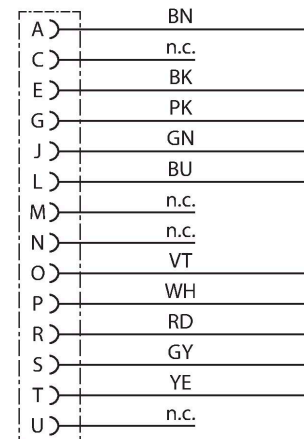 A BN
C n.c.
E BK
G PK
J GN
L BU
M n.c.
N n.c.
O VT
P WH
R RD
S GY
T YE
U n.c.